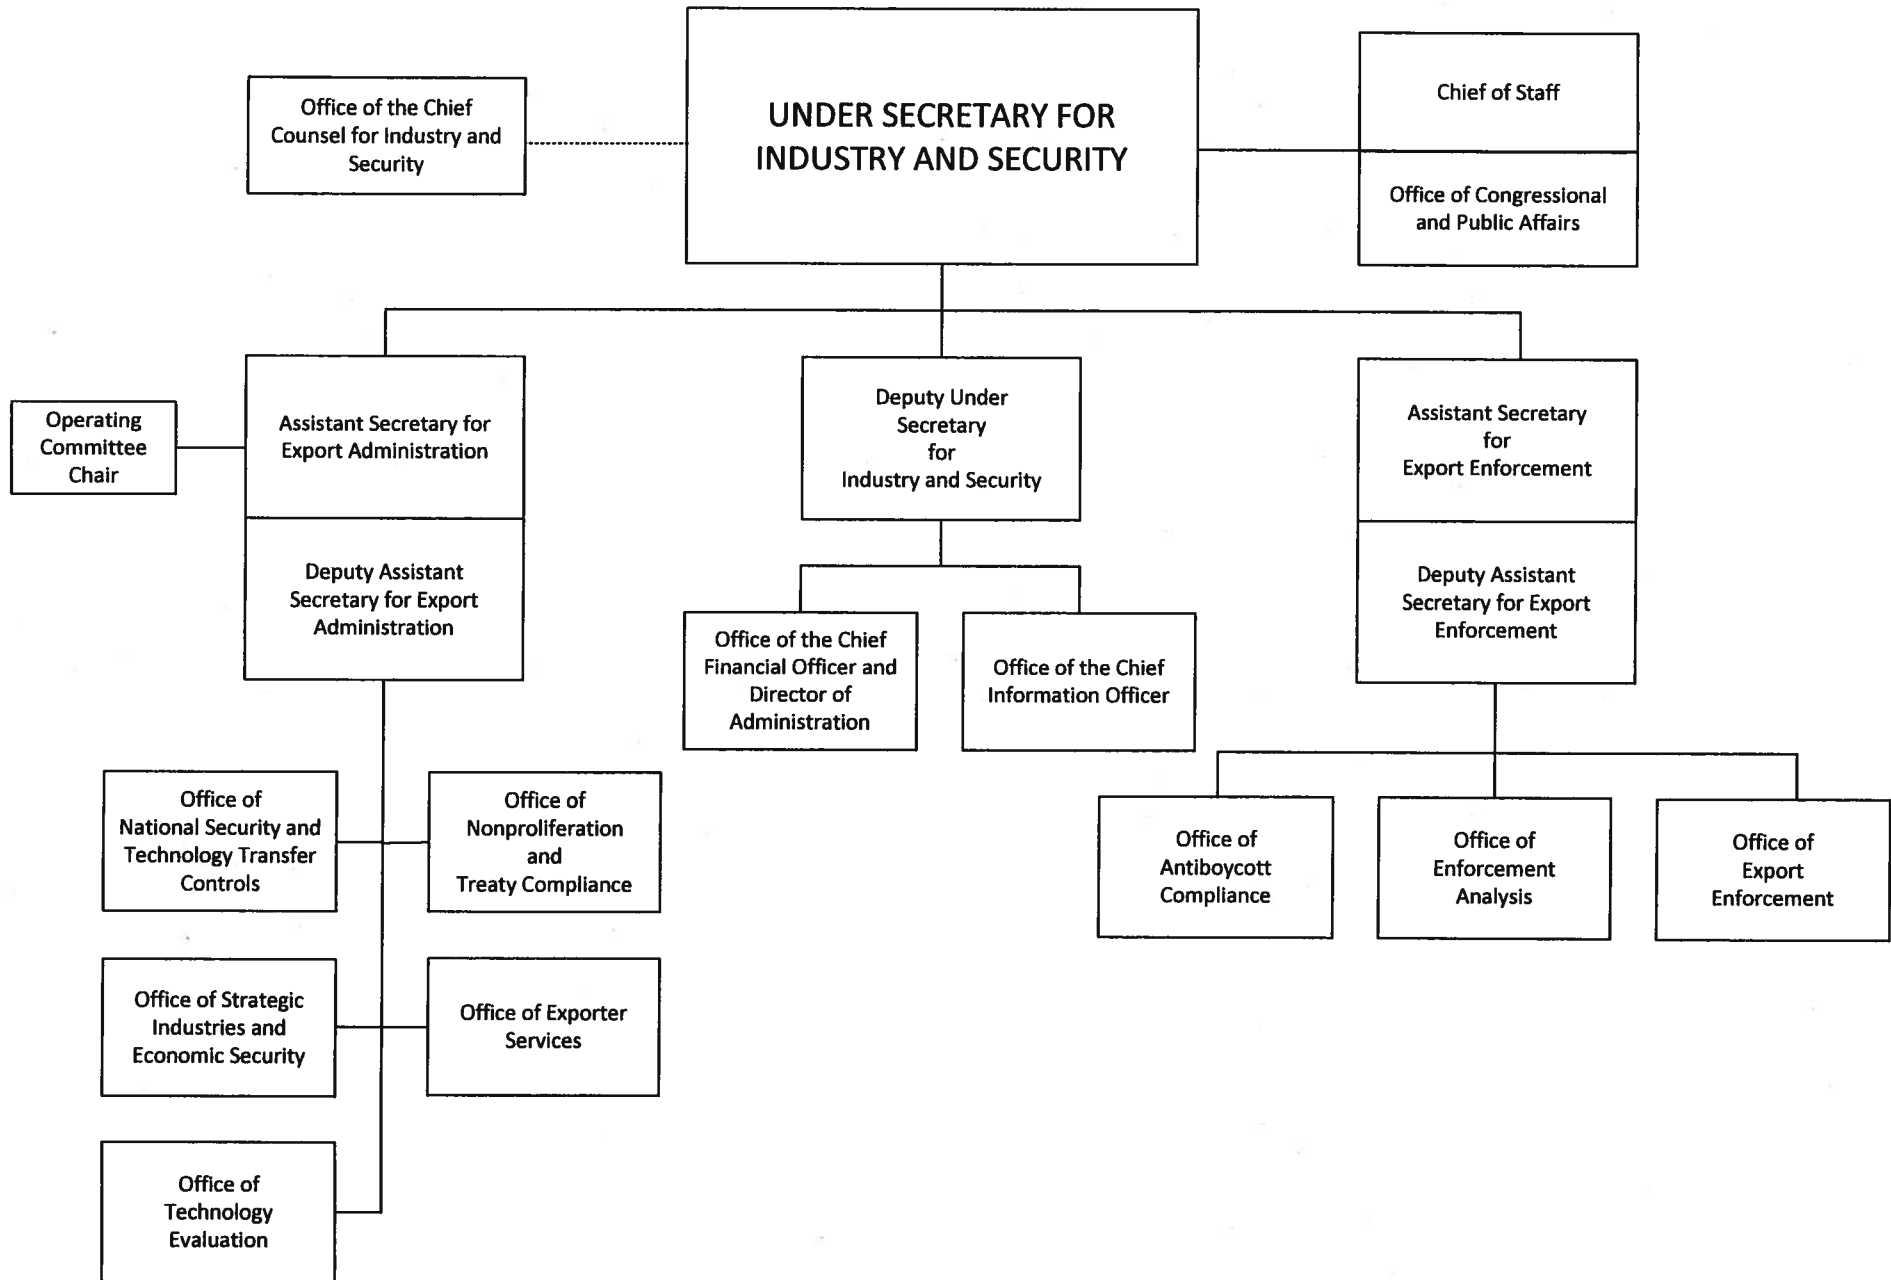 UNDER SECRETARY FOR
INDUSTRY AND SECURITY
Office of the Chief
Counsel for Industry and
Security
Chief of Staff
Office of Congressional
and Public Affairs
Operating
Committee
Chair
Assistant Secretary for
Export Administration
Deputy Assistant
Secretary for Export
Administration
Deputy Under
Secretary
for
Industry and Security
Assistant Secretary
for
Export Enforcement
Deputy Assistant
Secretary for Export
Enforcement
Office of the Chief
Financial Officer and
Director of
Administration
Office of the Chief
Information Officer
Office of
National Security and
Technology Transfer
Controls
Office of
Nonproliferation
and
Treaty Compliance
Office of
Antiboycott
Compliance
Office of
Enforcement
Analysis
Office of
Export
Enforcement
Office of Strategic
Industries and
Economic Security
Office of Exporter
Services
Office of
Technology
Evaluation